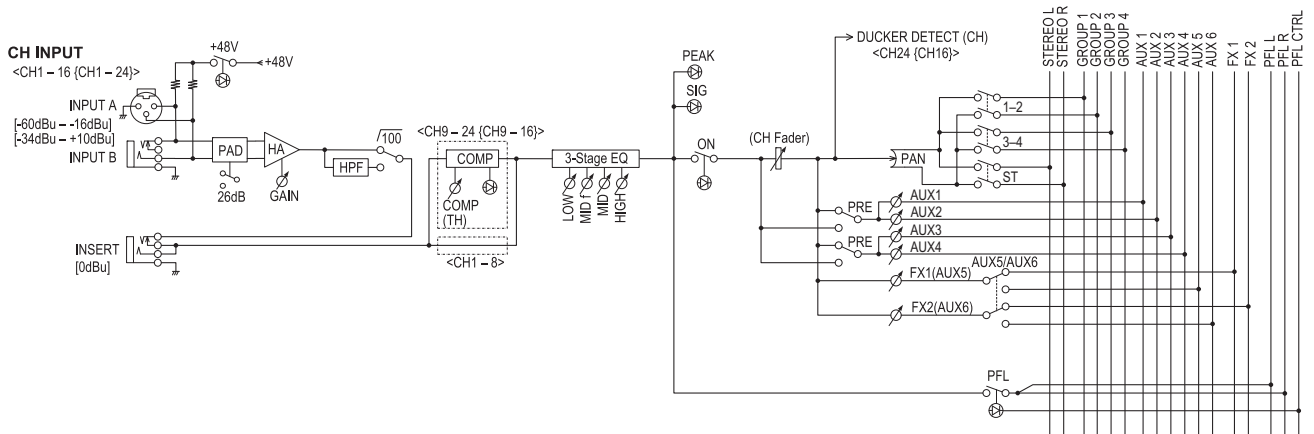 CH INPUT
<CH1 – 16 {CH1 – 24}>
+48V
+48V
INPUT A
[-60dBu – -16dBu]
[-34dBu – +10dBu]
INPUT B
PAD
26dB
HA
GAIN
/100
HPF
INSERT
[0dBu]
<CH9 – 24 {CH9 – 16}>
COMP
COMP
(TH)
<CH1 – 8>
3-Stage EQ
LOW
MID f
MID
HIGH
PEAK
SIG
ON
(CH Fader)
DUCKER DETECT (CH)
<CH24 {CH16}>
PAN
1–2
3–4
ST
PRE
AUX1
AUX2
PRE
AUX3
AUX4
FX1(AUX5)
AUX5/AUX6
FX2(AUX6)
PFL
STEREO L
STEREO R
GROUP 1
GROUP 2
GROUP 3
GROUP 4
AUX 1
AUX 2
AUX 3
AUX 4
AUX 5
AUX 6
FX 1
FX 2
PFL L
PFL R
PFL CTRL